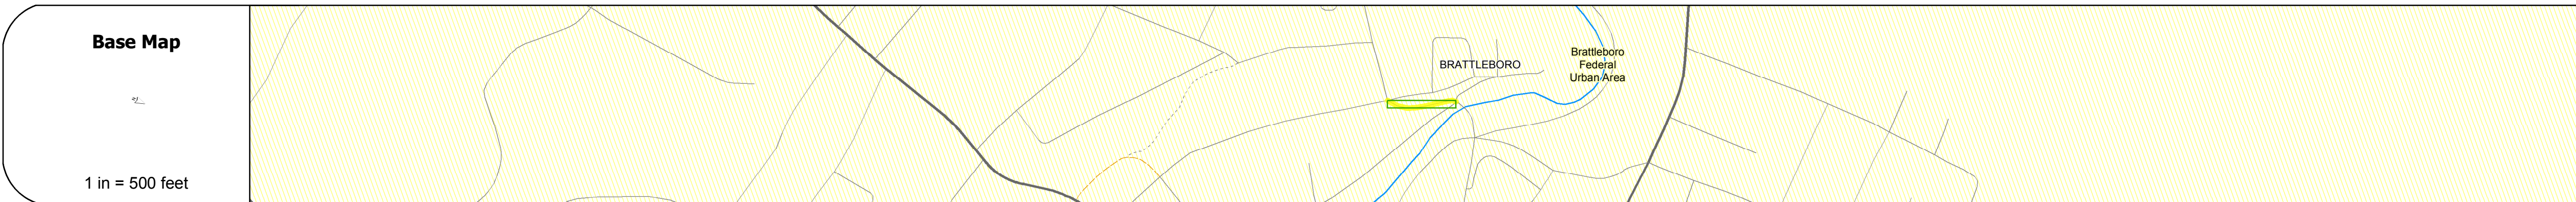 Base Map
1 in = 500 feet
BRATTLEBORO
Brattleboro
Federal
Urban Area